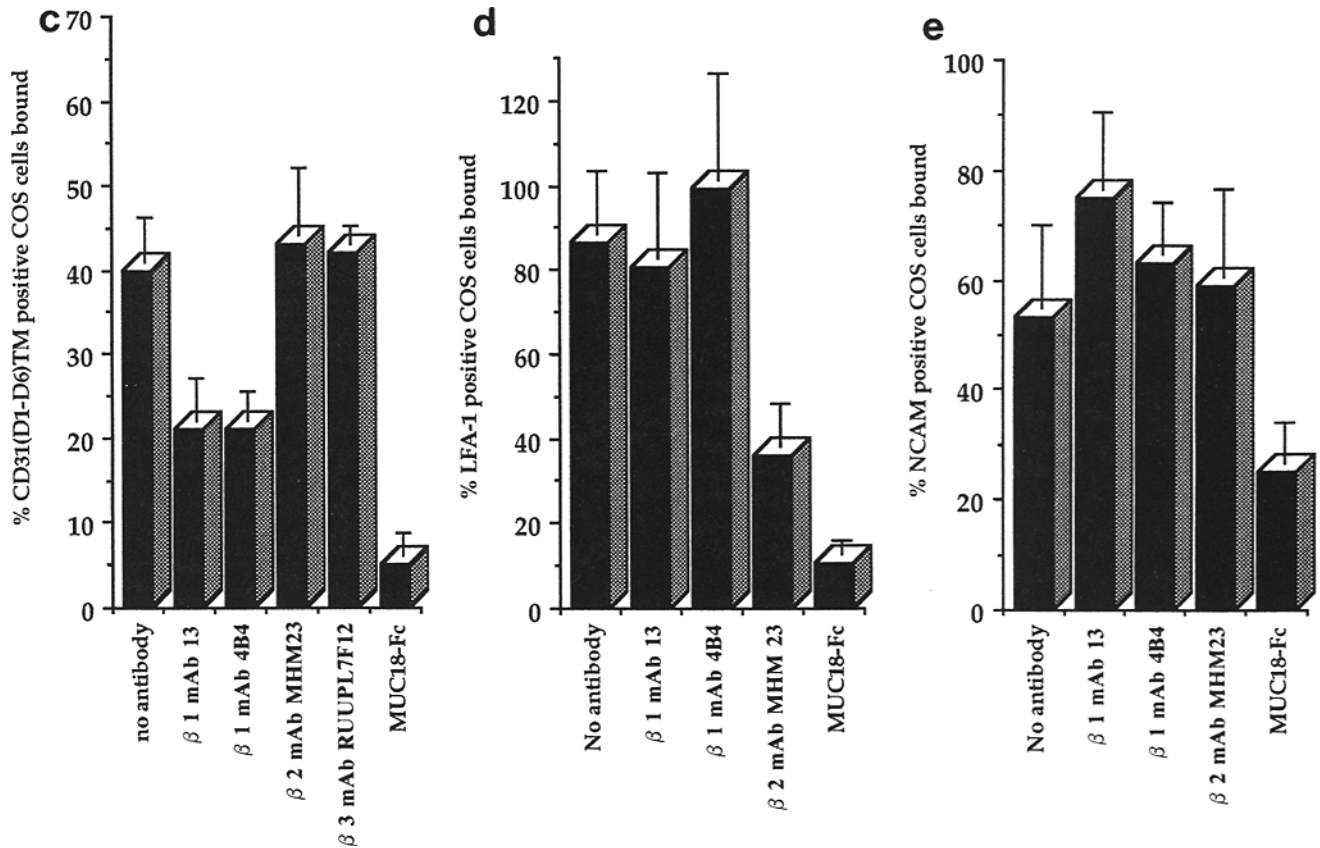 c
% CD31(D1-D6)TM positive COS cells bound
70
60
50
40
30
20
10
0
no antibody
β 1 mAb 13
β 1 mAb 4B4
β 2 mAb MHM23
β 3 mAb RUUPL7F12
MUC18-Fc
d
% LFA-1 positive COS cells bound
120
100
80
60
40
20
0
No antibody
β 1 mAb 13
β 1 mAb 4B4
β 2 mAb MHM 23
MUC18-Fc
e
% NCAM positive COS cells bound
100
80
60
40
20
0
No antibody
β 1 mAb 13
β 1 mAb 4B4
β 2 mAb MHM23
MUC18-Fc